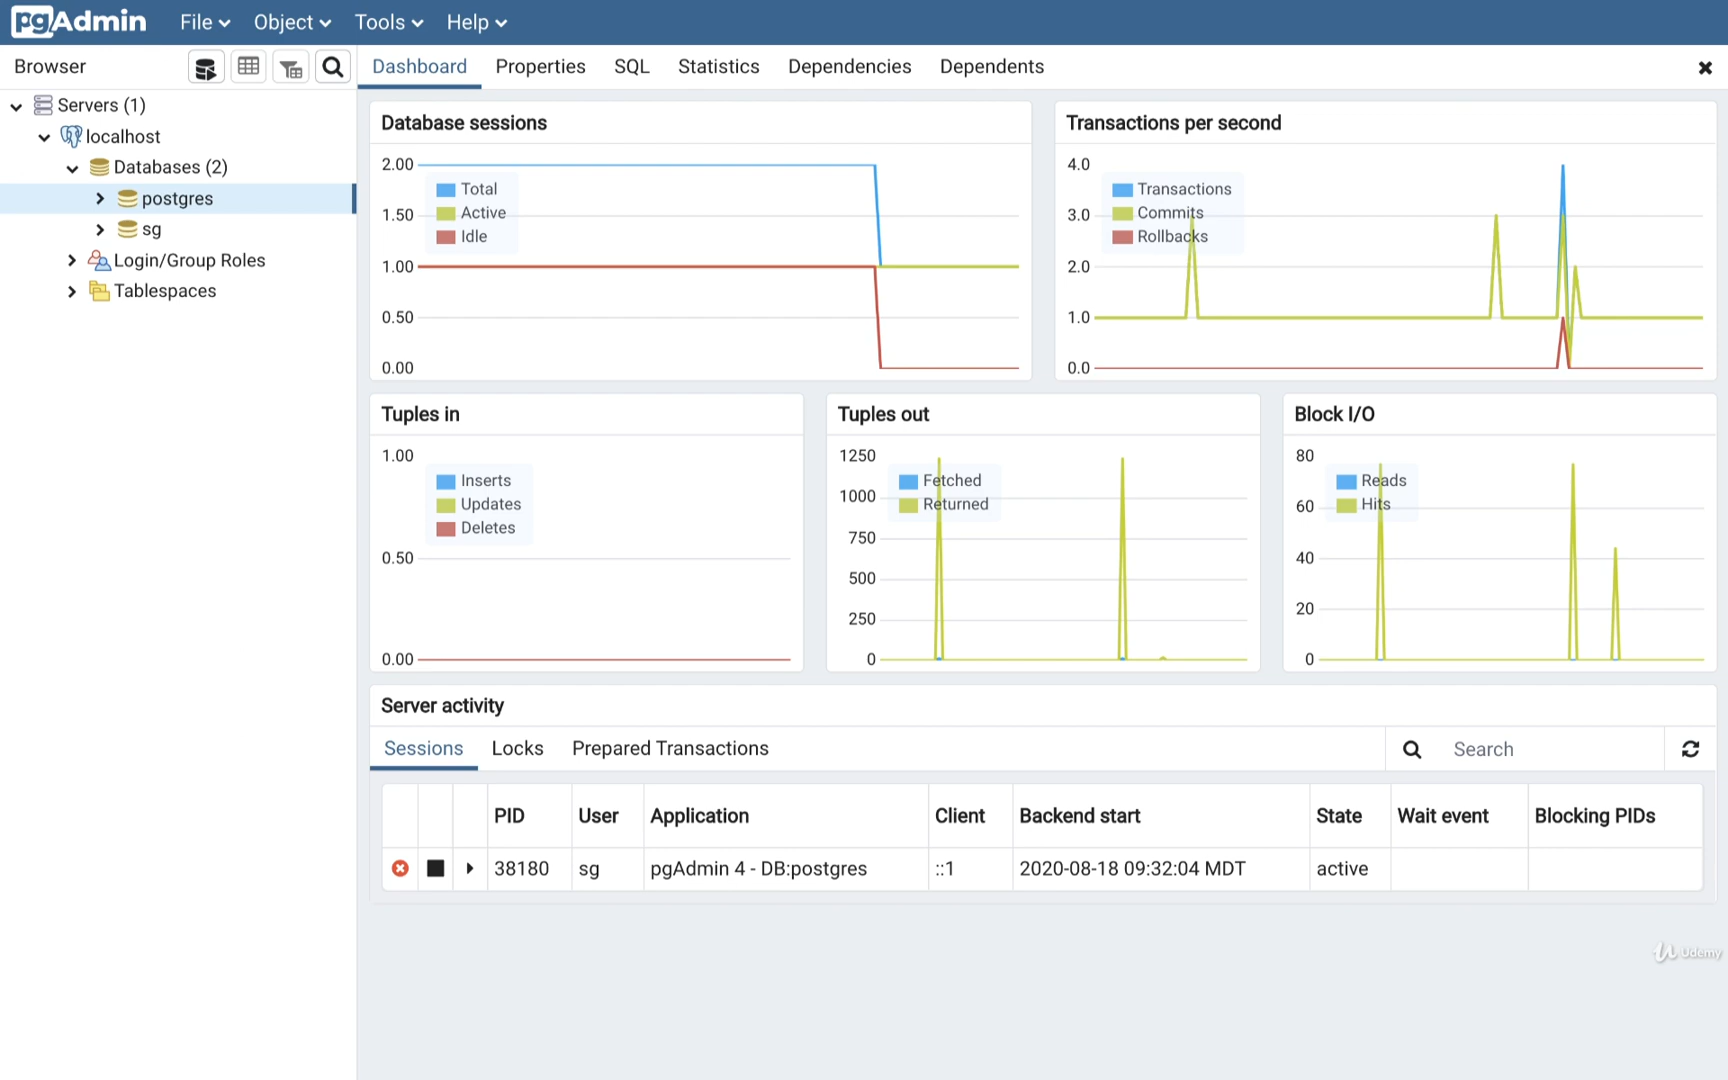 pgAdmin File Object Tools Help
Browser
Dashboard Properties SQL Statistics Dependencies Dependents
Servers (1)
localhost
Databases (2)
postgres
sg
Login/Group Roles
Tablespaces
Database sessions
2.00
1.50
1.00
0.50
0.00
Total
Active
Idle
Transactions per second
4.0
3.0
2.0
1.0
0.0
Transactions
Commits
Rollbacks
Tuples in
1.00
0.50
0.00
Inserts
Updates
Deletes
Tuples out
1250
1000
750
500
250
0
Fetched
Returned
Block I/O
80
60
40
20
0
Reads
Hits
Server activity
Sessions Locks Prepared Transactions Search
PID User Application Client Backend start State Wait event Blocking PIDs
38180 sg pgAdmin 4 - DB:postgres ::1 2020-08-18 09:32:04 MDT active
Udemy